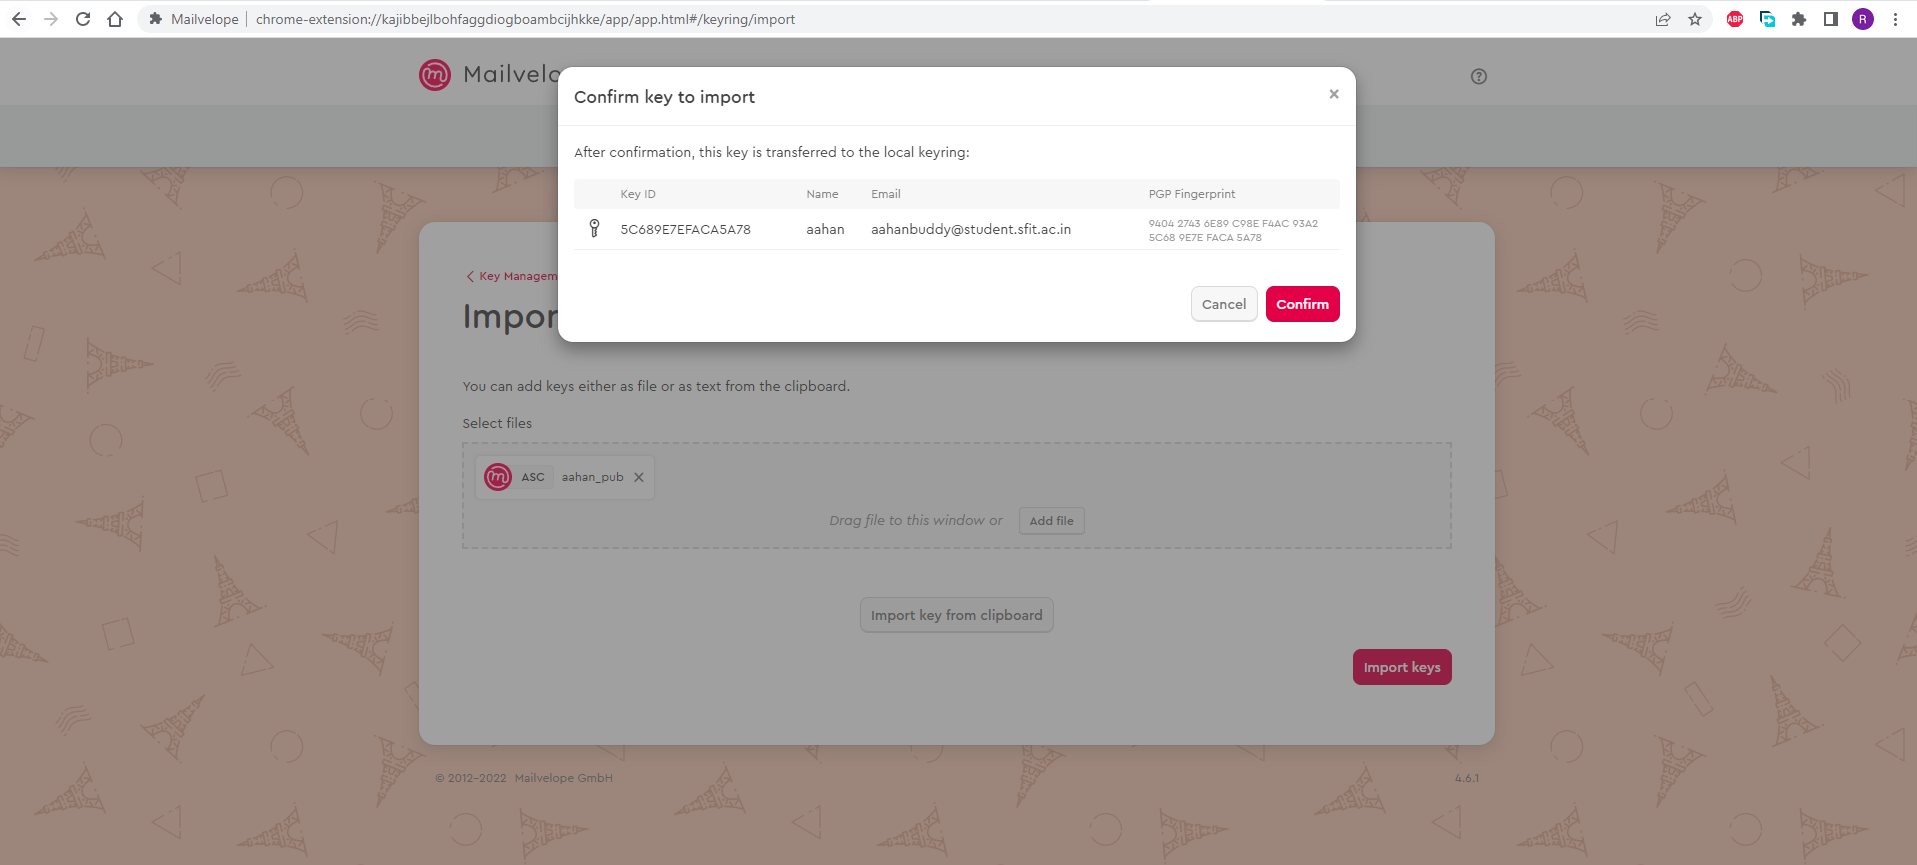 Mailvelope chrome-extension://kajibbejlbohfaggdiogboambcijhkke/app/app.html#/keyring/import
ABP
R
Mailvelo
Confirm key to import
After confirmation, this key is transferred to the local keyring:
Key ID Name Email PGP Fingerprint
5C689E7EFACA5A78 aahan aahanbuddy@student.sfit.ac.in 9404 2743 6E89 C98E F4AC 93A2
5C68 9E7E FACA 5A78
Cancel Confirm
Key Managem
Impor
You can add keys either as file or as text from the clipboard.
Select files
ASC aahan_pub
Drag file to this window or Add file
Import key from clipboard
Import keys
© 2012-2022 Mailvelope GmbH 4.6.1